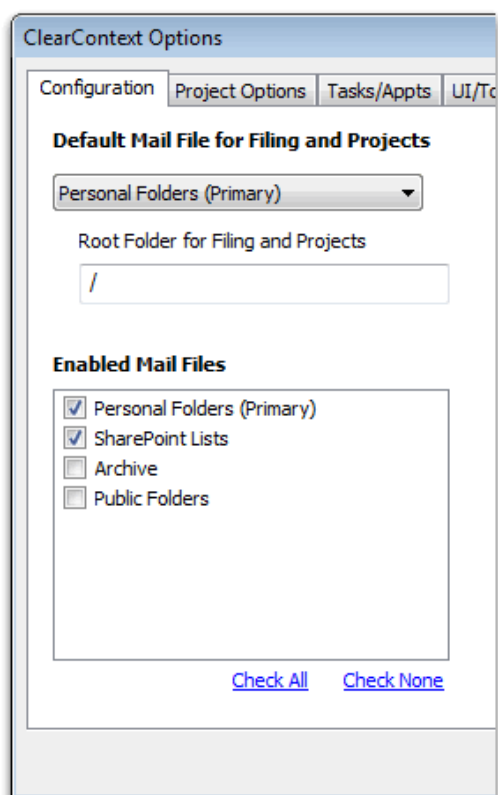 ClearContext Options
Configuration
Project Options
Tasks/Appts
Default Mail File for Filing and Projects
Personal Folders (Primary)
Root Folder for Filing and Projects
/
Enabled Mail Files
Personal Folders (Primary)
SharePoint Lists
Archive
Public Folders
Check All
Check None